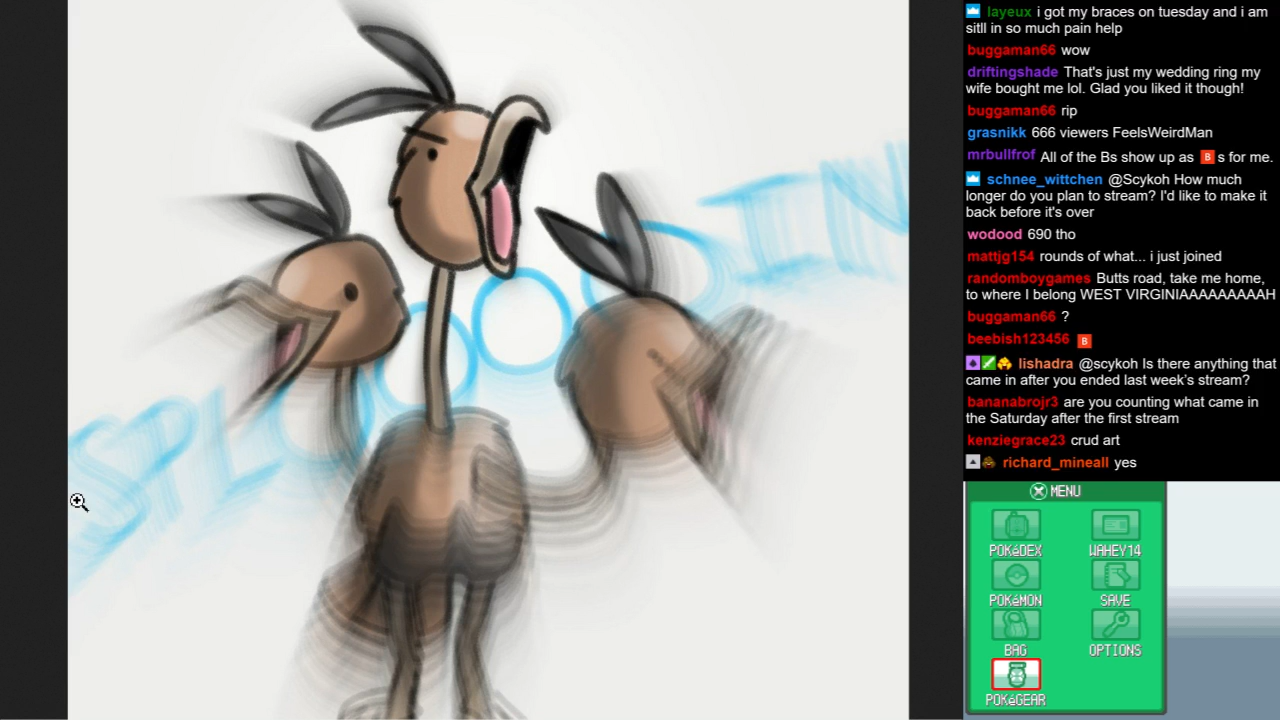 SPLOOOIN
layeux i got my braces on tuesday and i am
sitll in so much pain help
buggaman66 wow
driftingshade That's just my wedding ring my
wife bought me lol. Glad you liked it though!
buggaman66 rip
grasnikk 666 viewers FeelsWeirdMan
mrbullfrof All of the Bs show up as B s for me.
schnee_wittchen @Scykoh How much
longer do you plan to stream? I'd like to make it
back before it's over
wodood 690 tho
mattjg154 rounds of what... i just joined
randomboygames Butts road, take me home,
to where I belong WEST VIRGINIAAAAAAAAAH
buggaman66 ?
beebish123456 B
lishadra @scykoh Is there anything that
came in after you ended last week's stream?
bananabrojr3 are you counting what came in
the Saturday after the first stream
kenziegrace23 crud art
richard_mineall yes
MENU
POKéDEX WAHEY14
POKéMON SAVE
BAG OPTIONS
POKéGEAR